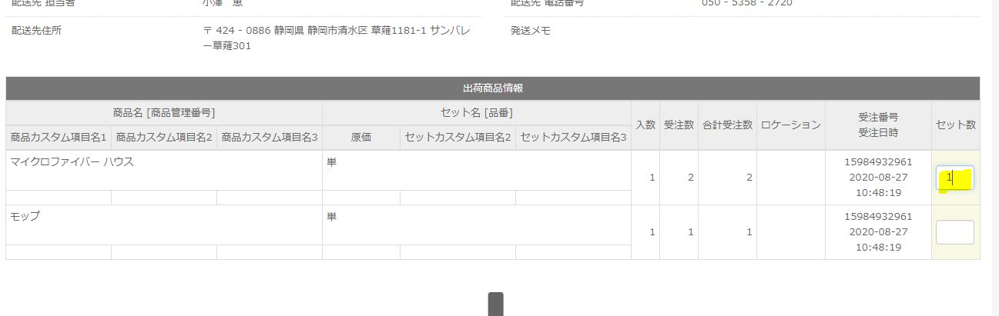 配送先 担当者 小澤　恵 配送先 電話番号 050 - 5358 - 2720
配送先住所 〒 424 - 0886 静岡県 静岡市清水区 草薙1181-1 サンバレ 発送メモ
ー草薙301
出荷商品情報
商品名 [商品管理番号] セット名 [品番] 入数 受注数 合計受注数 ロケーション 受注番号 セット数
受注日時
商品カスタム項目名1 商品カスタム項目名2 商品カスタム項目名3 原価 セットカスタム項目名2 セットカスタム項目名3
マイクロファイバー ハウス 単 1 2 2 15984932961 1
2020-08-27
10:48:19
モップ 単 1 1 1 15984932961
2020-08-27
10:48:19